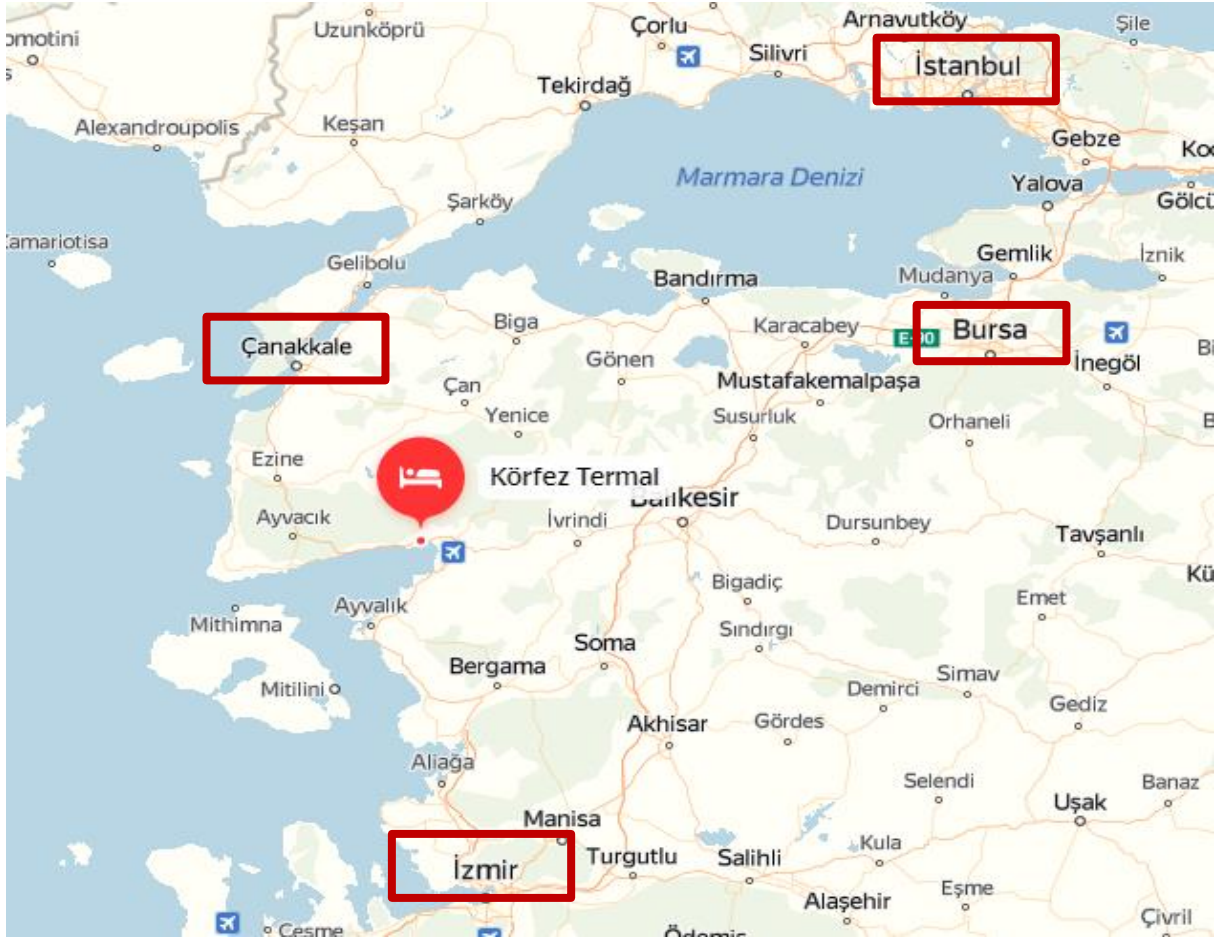 Arnavutköy
Şile
Uzunköprü
Çorlu
omotini
Silivri
İstanbul
Tekirdağ
Alexandroupolis
Keşan
Gebze
Marmara Denizi
Yalova
Şarköy
Gölcü
amariotisa
Gelibolu
Gemlik
İznik
Bandırma
Mudanya
Biga
Karacabey
Bursa
Çanakkale
Gönen
İnegöl
Çan
Mustafakemalpaşa
Yenice
Susurluk
Orhaneli
Ezine
Körfez Termal
Balıkesir
Ayvacık
İvrindi
Dursunbey
Tavşanlı
Kü
Bigadiç
Emet
Ayvalık
Mithimna
Sındırgı
Soma
Bergama
Simav
Mitilini
Demirci
Gediz
Akhisar
Gördes
Aliağa
Selendi
Banaz
Uşak
Manisa
Kula
İzmir
Turgutlu
Salihli
Eşme
Alaşehir
Çivril